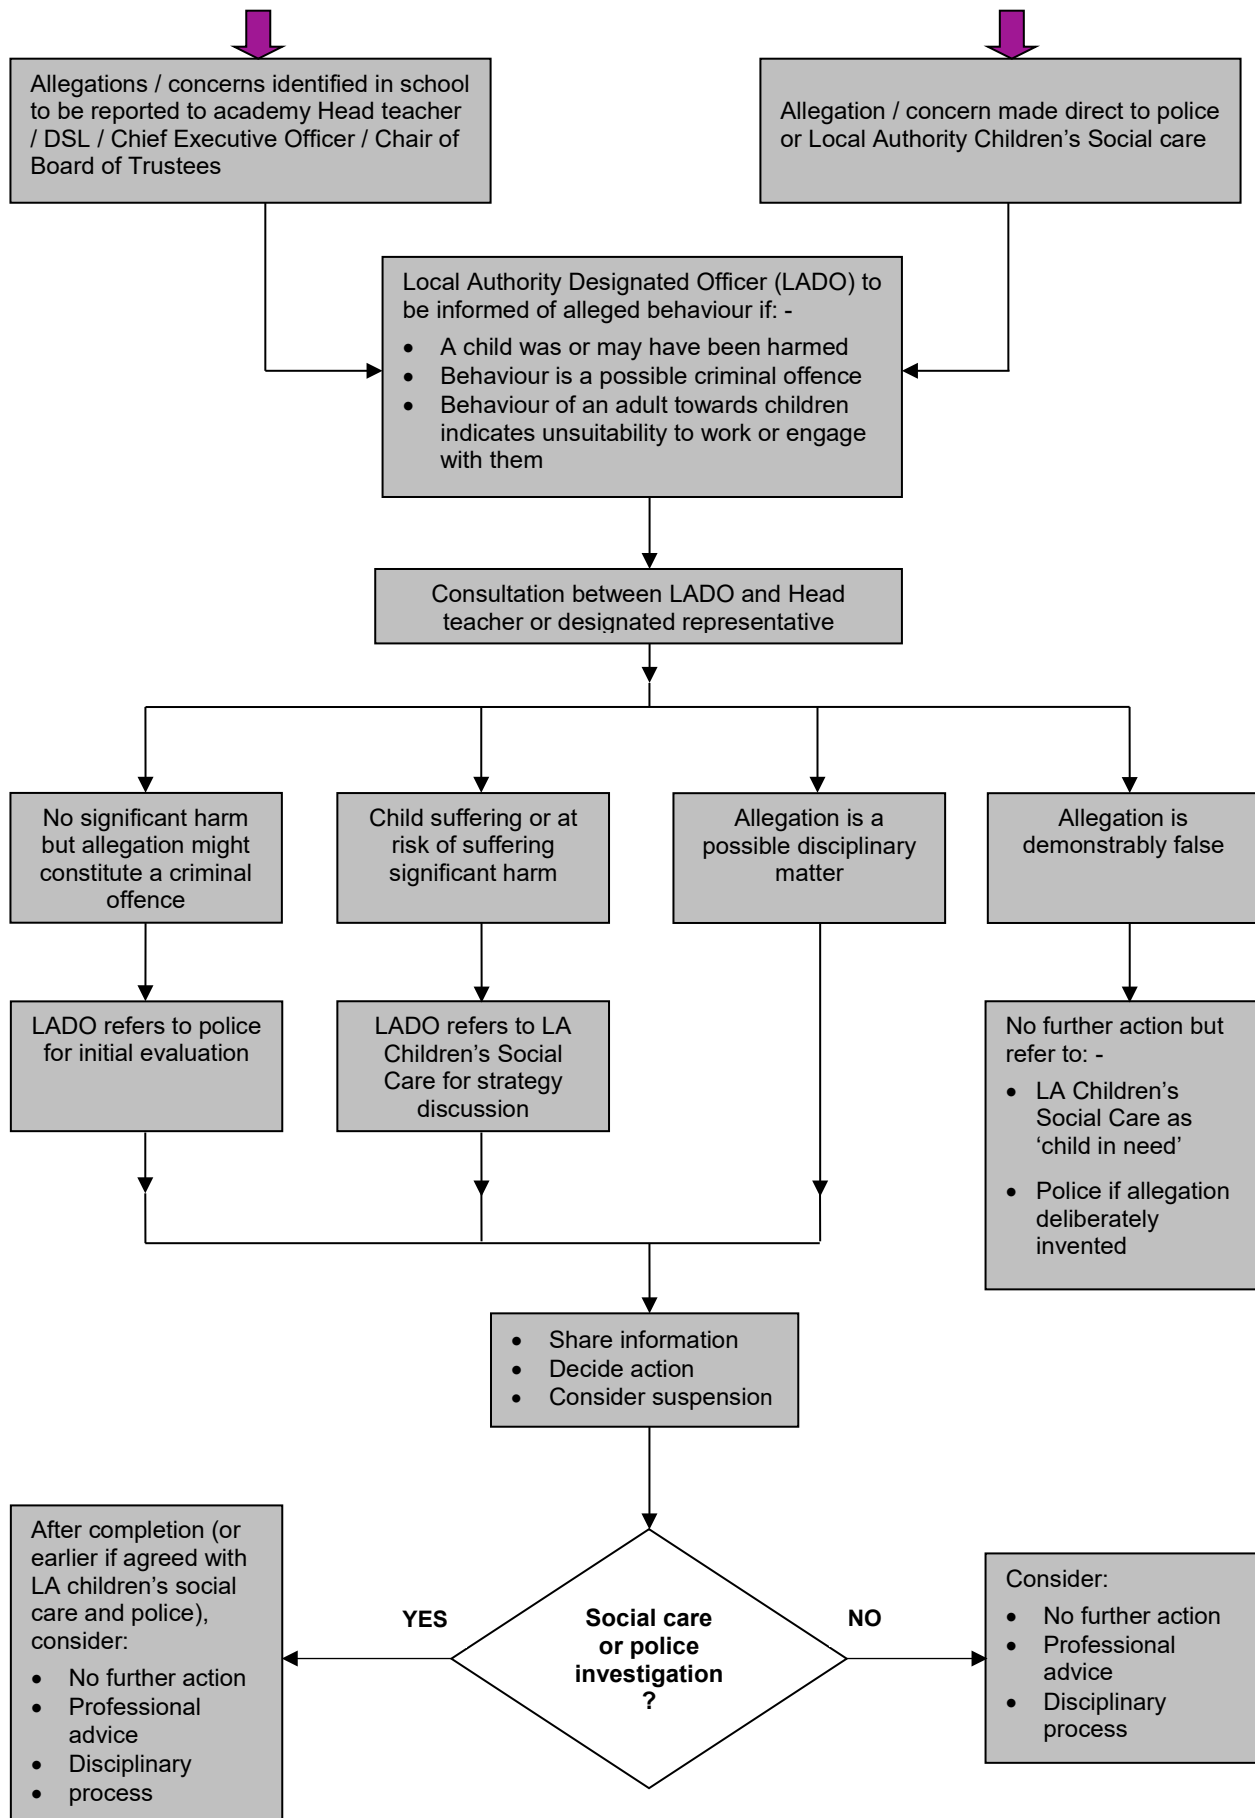 Allegations / concerns identified in school
to be reported to academy Head teacher
/ DSL / Chief Executive Officer / Chair of
Board of Trustees
Allegation / concern made direct to police
or Local Authority Children’s Social care
Local Authority Designated Officer (LADO) to
be informed of alleged behaviour if: -
• A child was or may have been harmed
• Behaviour is a possible criminal offence
• Behaviour of an adult towards children
indicates unsuitability to work or engage
with them
Consultation between LADO and Head
teacher or designated representative
No significant harm
but allegation might
constitute a criminal
offence
Child suffering or at
risk of suffering
significant harm
Allegation is a
possible disciplinary
matter
Allegation is
demonstrably false
LADO refers to police
for initial evaluation
LADO refers to LA
Children’s Social
Care for strategy
discussion
No further action but
refer to: -
• LA Children’s
Social Care as
‘child in need’
• Police if allegation
deliberately
invented
• Share information
• Decide action
• Consider suspension
After completion (or
earlier if agreed with
LA children’s social
care and police),
consider:
• No further action
• Professional
advice
• Disciplinary
• process
YES
Social care
or police
investigation
?
NO
Consider:
• No further action
• Professional
advice
• Disciplinary
process